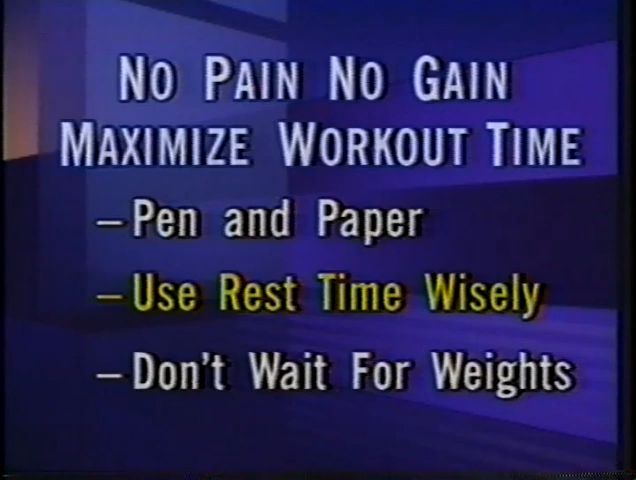 No Pain No Gain
Maximize Workout Time
– Pen and Paper
– Use Rest Time Wisely
– Don't Wait For Weights